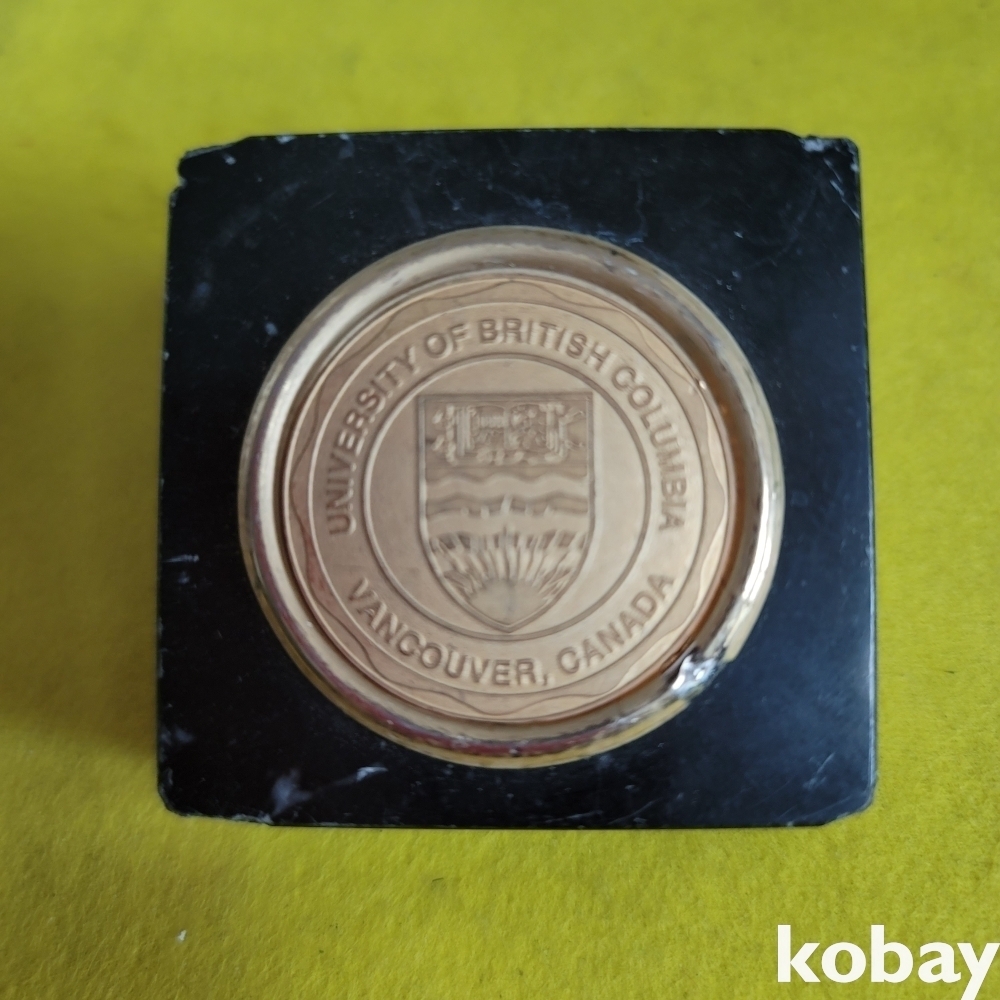 UNIVERSITY OF BRITISH COLUMBIA
VANCOUVER, CANADA
kobay